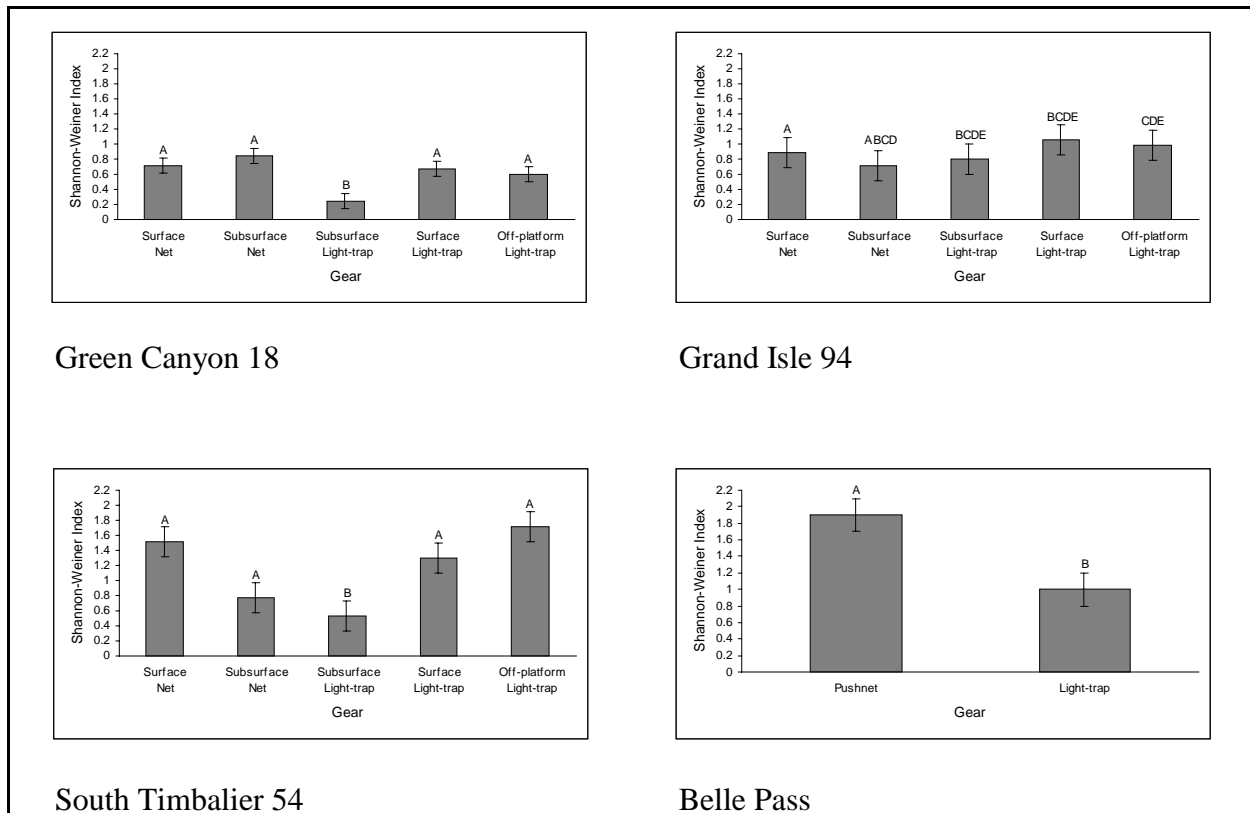 2.2
2
1.8
1.6
1.4
1.2
1
0.8
0.6
0.4
0.2
0
Shannon-Weiner Index
A
A
B
A
A
Surface Net
Subsurface Net
Subsurface Light-trap
Surface Light-trap
Off-platform Light-trap
Gear
Green Canyon 18
2.2
2
1.8
1.6
1.4
1.2
1
0.8
0.6
0.4
0.2
0
Shannon-Weiner Index
A
ABCD
BCDE
BCDE
CDE
Surface Net
Subsurface Net
Subsurface Light-trap
Surface Light-trap
Off-platform Light-trap
Gear
Grand Isle 94
2.2
2
1.8
1.6
1.4
1.2
1
0.8
0.6
0.4
0.2
0
Shannon-Weiner Index
A
A
B
A
A
Surface Net
Subsurface Net
Subsurface Light-trap
Surface Light-trap
Off-platform Light-trap
Gear
South Timbalier 54
2.2
2
1.8
1.6
1.4
1.2
1
0.8
0.6
0.4
0.2
0
Shannon-Weiner Index
A
B
Pushnet
Light-trap
Gear
Belle Pass